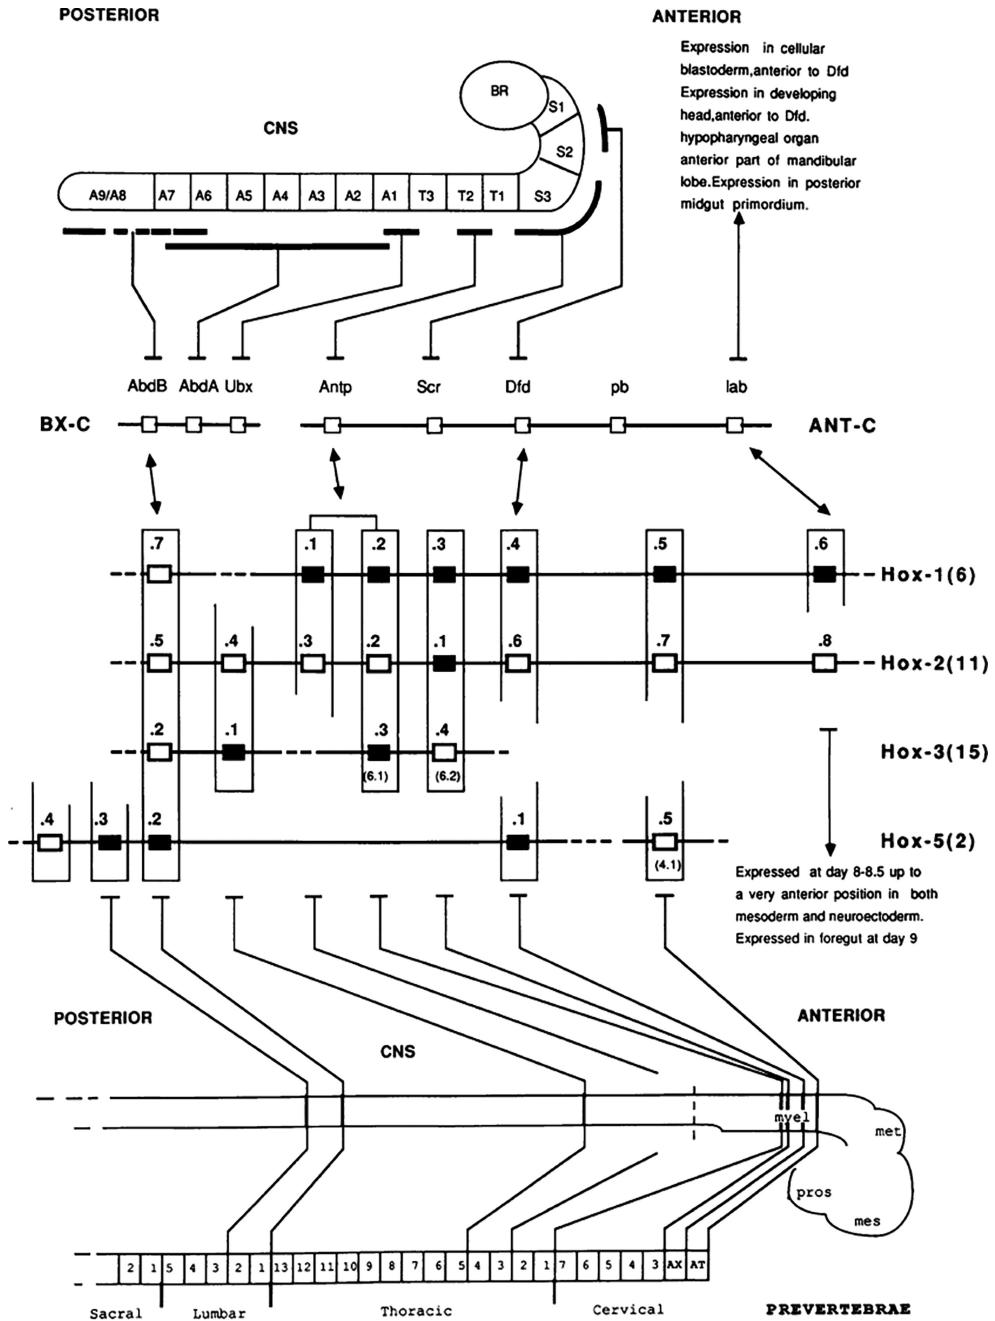 POSTERIOR
ANTERIOR
Expression in cellular
blastoderm,anterior to Dfd
Expression in developing
head,anterior to Dfd.
hypopharyngeal organ
anterior part of mandibular
lobe.Expression in posterior
midgut primordium.
CNS
BR
S1
S2
A9/A8 A7 A6 A5 A4 A3 A2 A1 T3 T2 T1 S3
AbdB AbdA Ubx Antp Scr Dfd pb lab
BX-C
ANT-C
.7 .1 .2 .3 .4 .5 .6
Hox-1(6)
.5 .4 .3 .2 .1 .6 .7 .8
Hox-2(11)
.2 .1 .3 .4
Hox-3(15)
(6.1) (6.2)
.4 .3 .2 .1 .5
Hox-5(2)
(4.1)
Expressed at day 8-8.5 up to
a very anterior position in both
mesoderm and neuroectoderm.
Expressed in foregut at day 9
POSTERIOR
ANTERIOR
CNS
myel
met
pros
mes
2 1 5 4 3 2 1 13 12 11 10 9 8 7 6 5 4 3 2 1 7 6 5 4 3 AX AT
Sacral Lumbar Thoracic Cervical PREVERTEBRAE